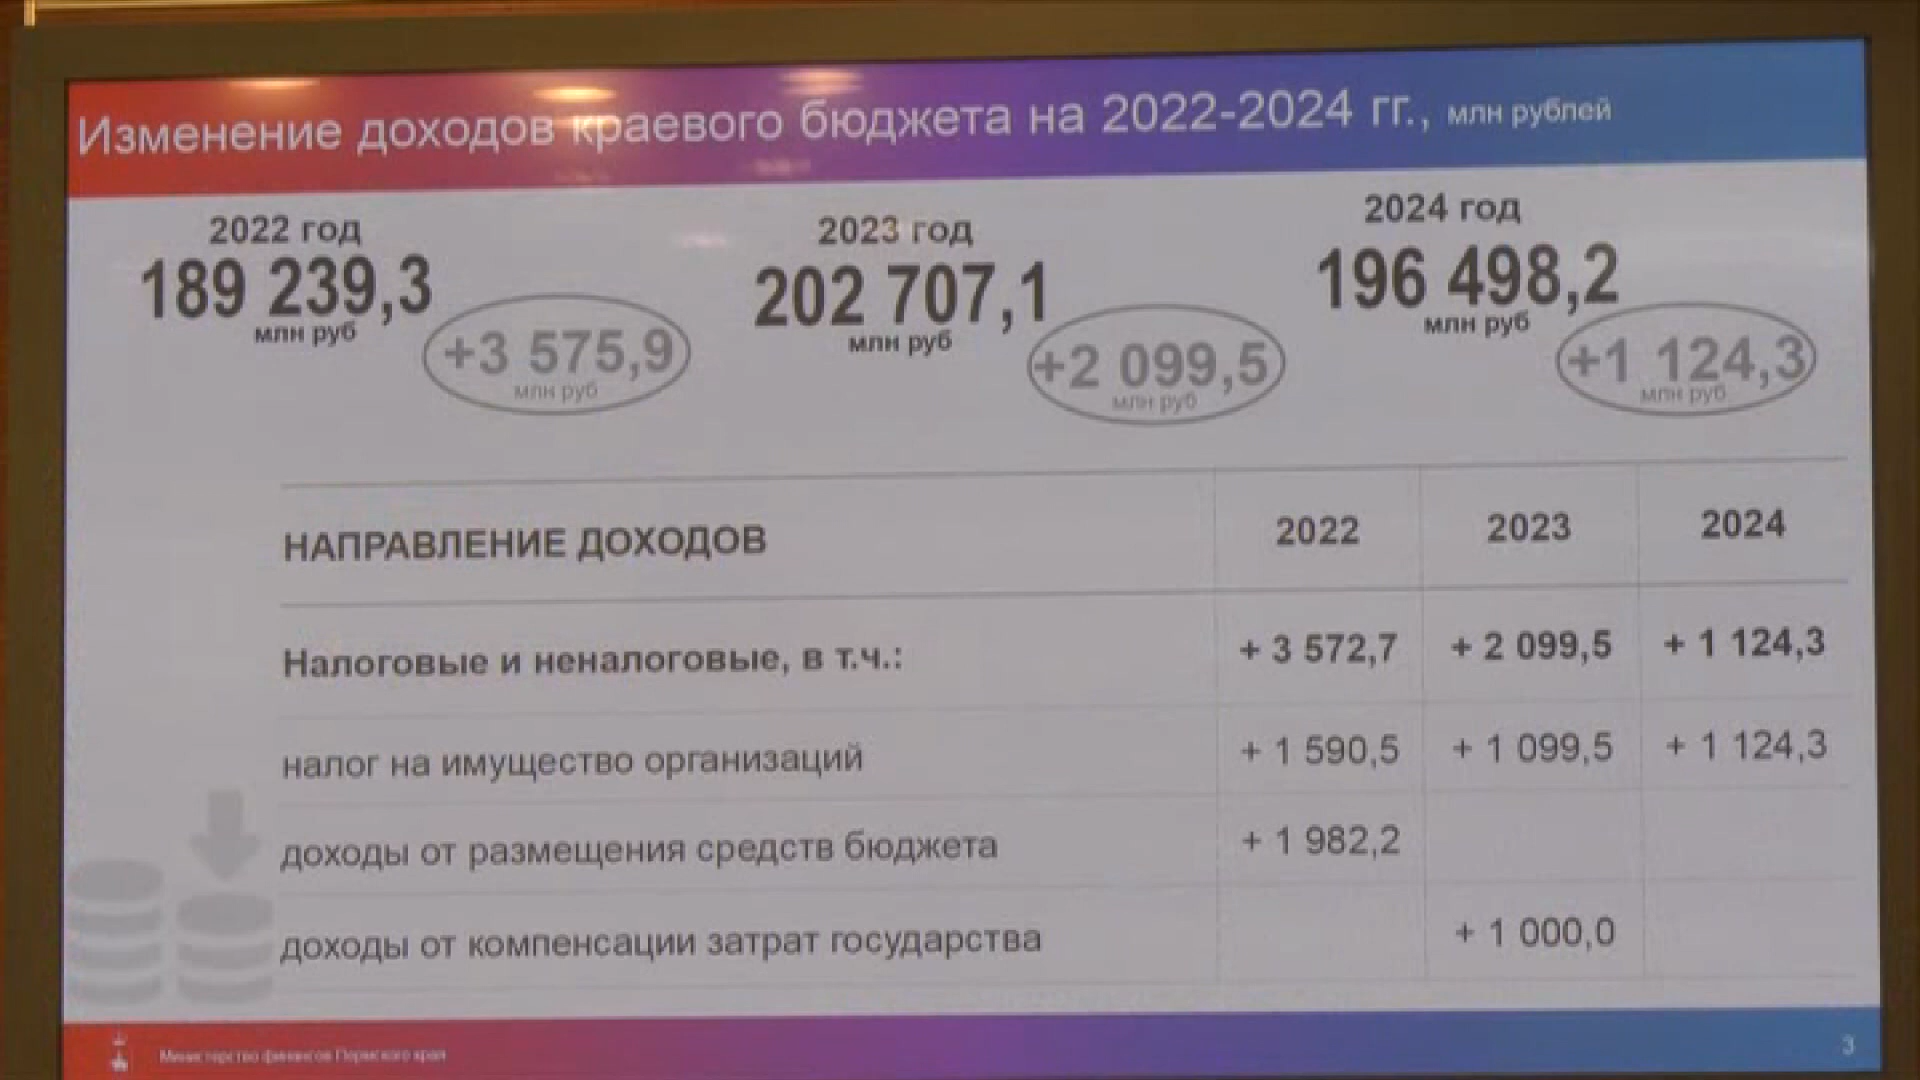 Изменение доходов краевого бюджета на 2022-2024 гг., млн рублей
2022 год
189 239,3
млн руб
+3 575,9
млн руб
2023 год
202 707,1
млн руб
+2 099,5
млн руб
2024 год
196 498,2
млн руб
+1 124,3
млн руб
НАПРАВЛЕНИЕ ДОХОДОВ 2022 2023 2024
Налоговые и неналоговые, в т.ч.: + 3 572,7 + 2 099,5 + 1 124,3
налог на имущество организаций + 1 590,5 + 1 099,5 + 1 124,3
доходы от размещения средств бюджета + 1 982,2
доходы от компенсации затрат государства + 1 000,0
Министерство финансов Пермского края
3